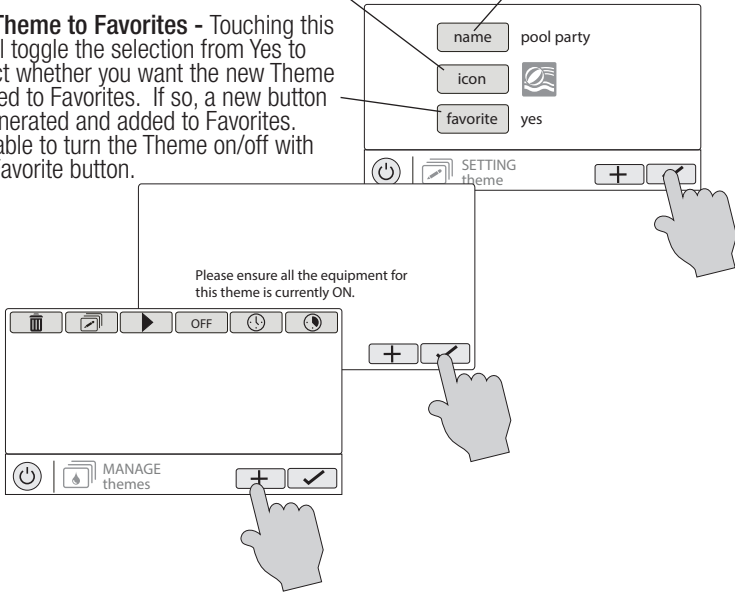 Theme to Favorites - Touching this
toggle the selection from Yes to
whether you want the new Theme
to Favorites. If so, a new button
and added to Favorites.
able to turn the Theme on/off with
button.
name pool party
icon
favorite yes
SETTING
theme
Please ensure all the equipment for
this theme is currently ON.
OFF
MANAGE
themes